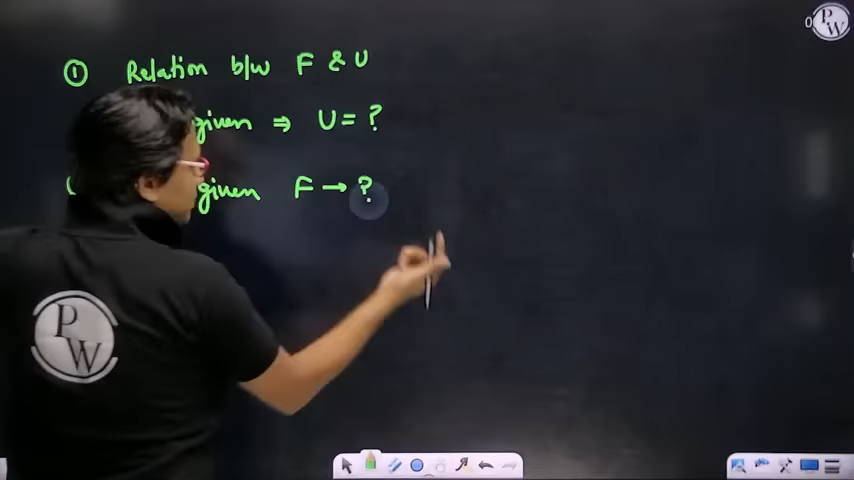 ① Relation b/w F & U
given ⇒ U = ?
given F → ?
P W
P W